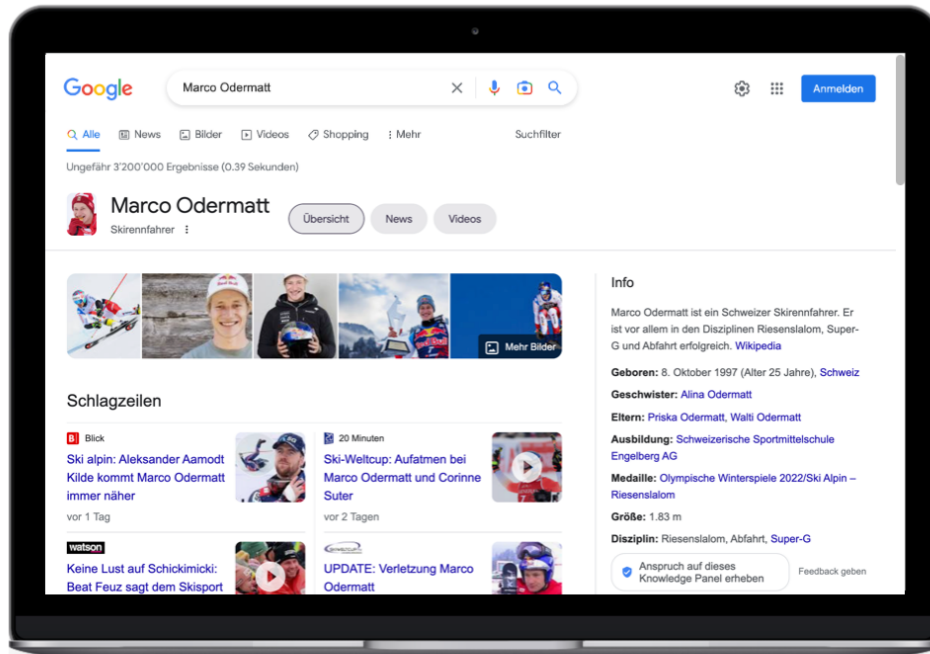 Google
Marco Odermatt
Anmelden
Alle
News
Bilder
Videos
Shopping
Mehr
Suchfilter
Ungefähr 3'200'000 Ergebnisse (0.39 Sekunden)
Marco Odermatt
Skirennfahrer
Übersicht
News
Videos
Mehr Bilder
Schlagzeilen
Blick
Ski alpin: Aleksander Aamodt
Kilde kommt Marco Odermatt
immer näher
vor 1 Tag
20 Minuten
Ski-Weltcup: Aufatmen bei
Marco Odermatt und Corinne
Suter
vor 2 Tagen
watson
Keine Lust auf Schickimicki:
Beat Feuz sagt dem Skisport
UPDATE: Verletzung Marco
Odermatt
Info
Marco Odermatt ist ein Schweizer Skirennfahrer. Er
ist vor allem in den Disziplinen Riesenslalom, Super-
G und Abfahrt erfolgreich. Wikipedia
Geboren: 8. Oktober 1997 (Alter 25 Jahre), Schweiz
Geschwister: Alina Odermatt
Eltern: Priska Odermatt, Walti Odermatt
Ausbildung: Schweizerische Sportmittelschule
Engelberg AG
Medaille: Olympische Winterspiele 2022/Ski Alpin –
Riesenslalom
Größe: 1.83 m
Disziplin: Riesenslalom, Abfahrt, Super-G
Anspruch auf dieses
Knowledge Panel erheben
Feedback geben